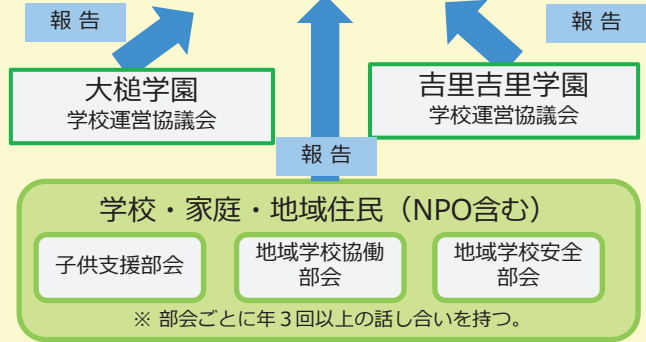 報 告
報 告
大槌学園
学校運営協議会
吉里吉里学園
学校運営協議会
報 告
学校・家庭・地域住民（NPO含む）
子供支援部会
地域学校協働
部会
地域学校安全
部会
※ 部会ごとに年３回以上の話し合いを持つ。